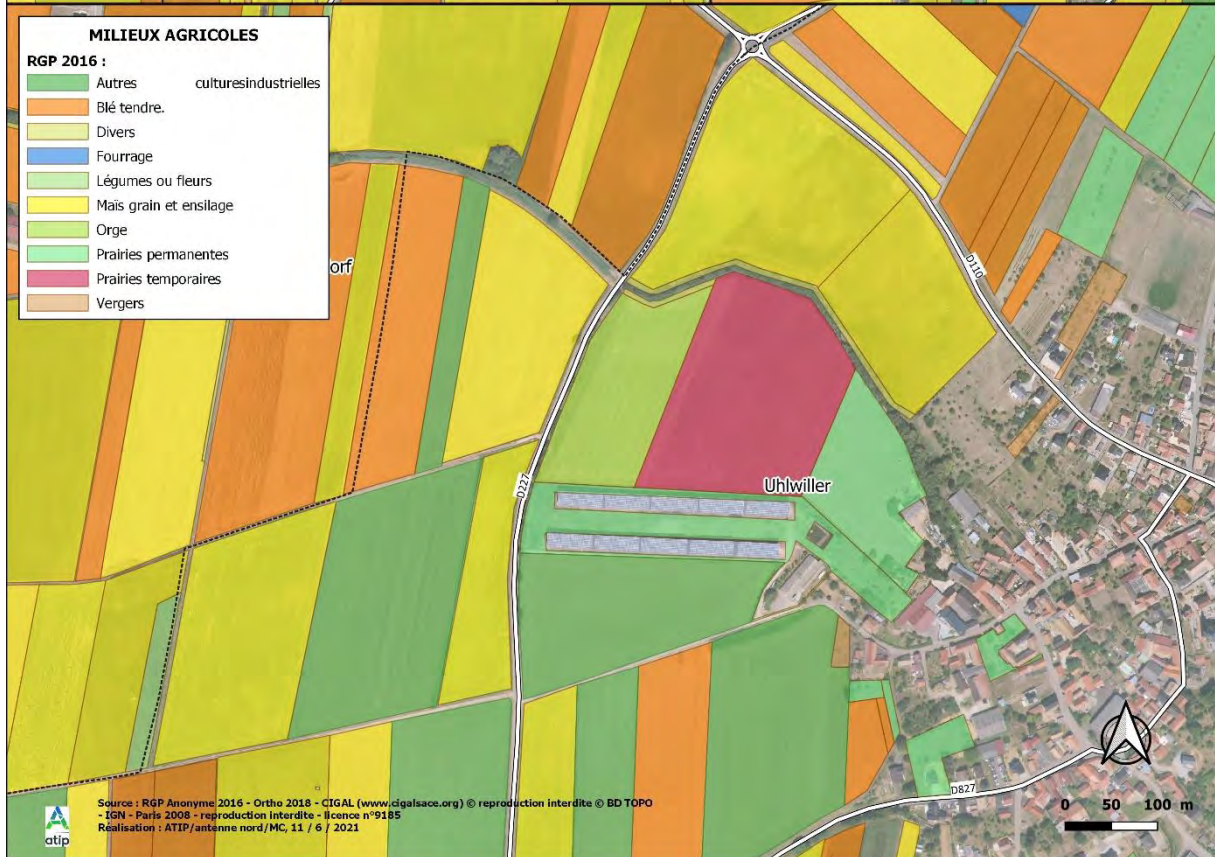 MILIEUX AGRICOLES
RGP 2016 :
Autres culturesindustrielles
Blé tendre.
Divers
Fourrage
Légumes ou fleurs
Maïs grain et ensilage
Orge
Prairies permanentes
Prairies temporaires
Vergers
orf
D110
D227
Uhlwiller
D827
0 50 100 m
atip
Source : RGP Anonyme 2016 - Ortho 2018 - CIGAL (www.cigalsace.org) © reproduction interdite © BD TOPO
- IGN - Paris 2008 - reproduction interdite - licence n°9185
Réalisation : ATIP/antenne nord/MC, 11 / 6 / 2021